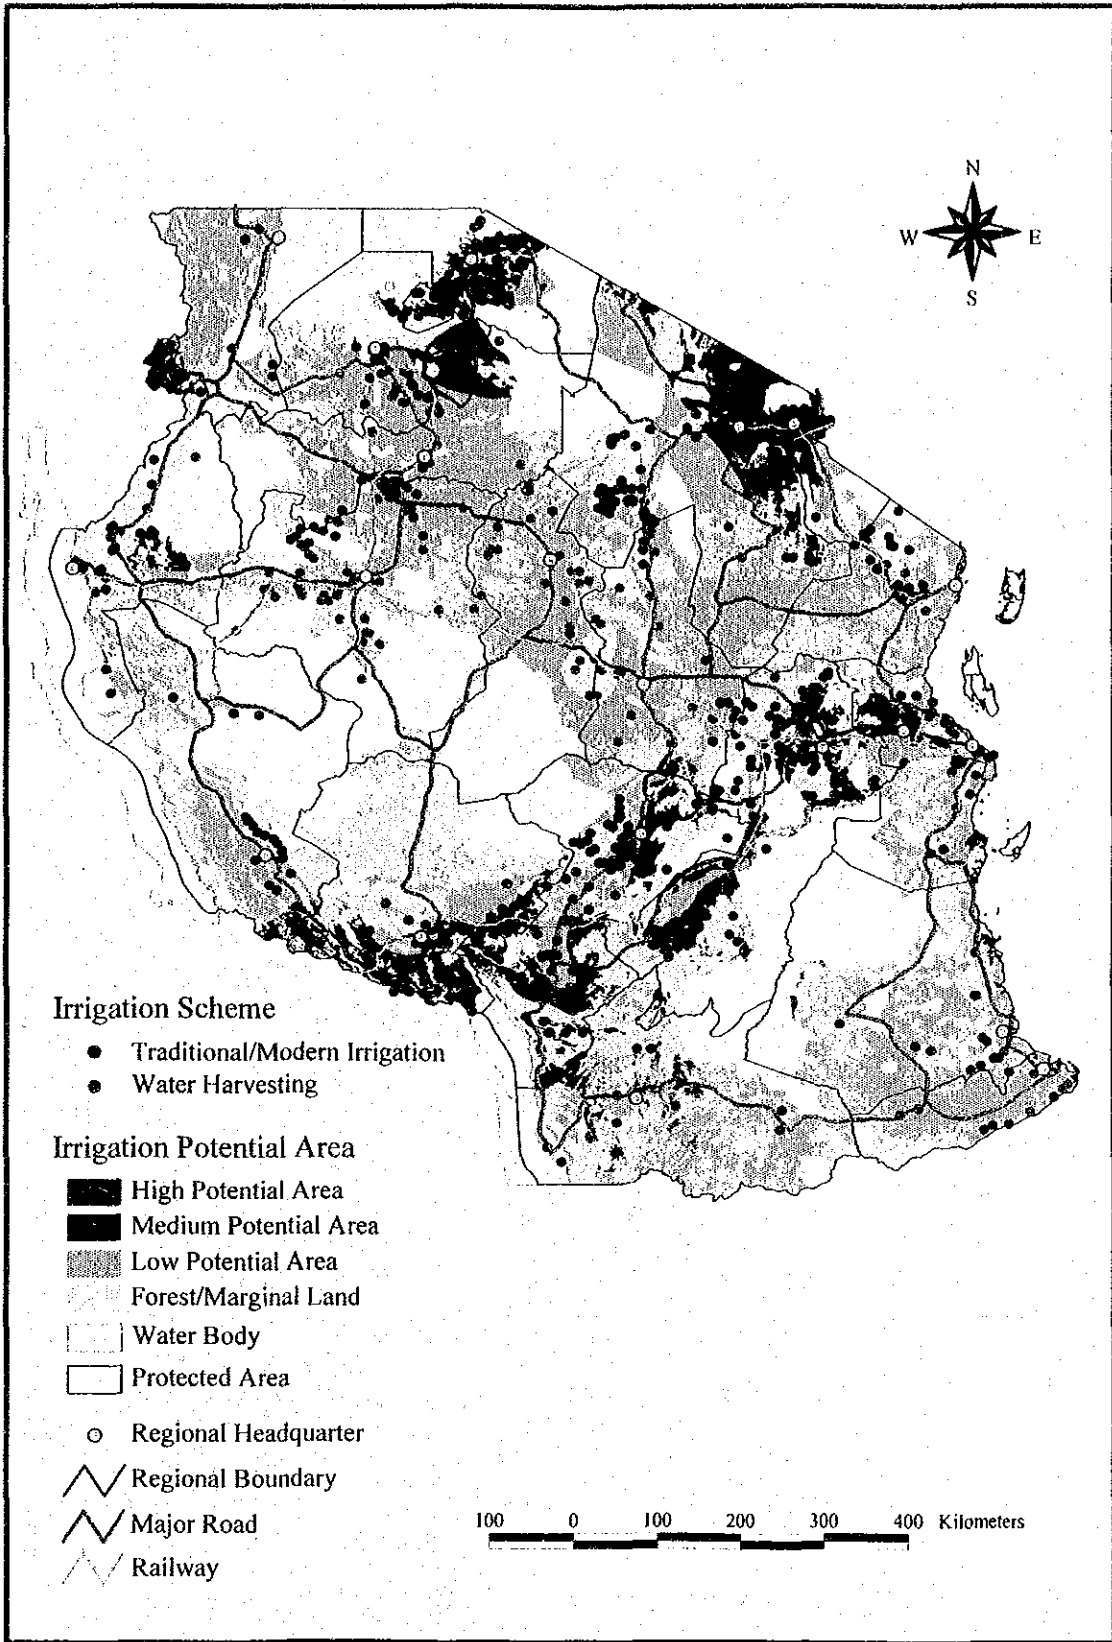 N
W E
S
Irrigation Scheme
Traditional/Modern Irrigation
Water Harvesting
Irrigation Potential Area
High Potential Area
Medium Potential Area
Low Potential Area
Forest/Marginal Land
Water Body
Protected Area
Regional Headquarter
Regional Boundary
Major Road
Railway
100 0 100 200 300 400 Kilometers